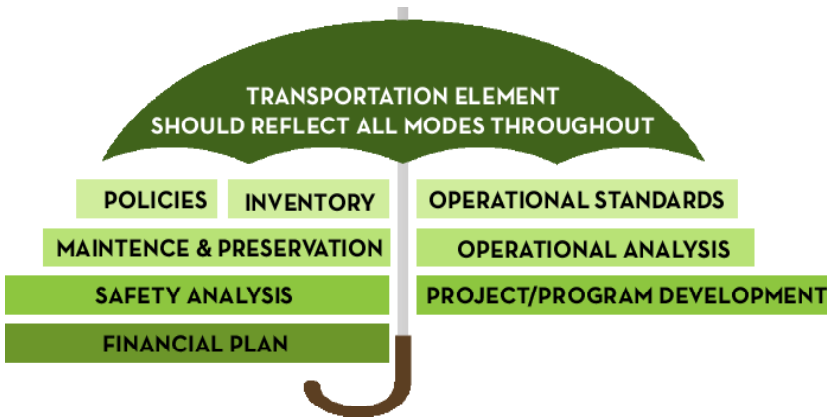 TRANSPORTATION ELEMENT
SHOULD REFLECT ALL MODES THROUGHOUT
POLICIES
INVENTORY
OPERATIONAL STANDARDS
MAINTENCE & PRESERVATION
OPERATIONAL ANALYSIS
SAFETY ANALYSIS
PROJECT/PROGRAM DEVELOPMENT
FINANCIAL PLAN